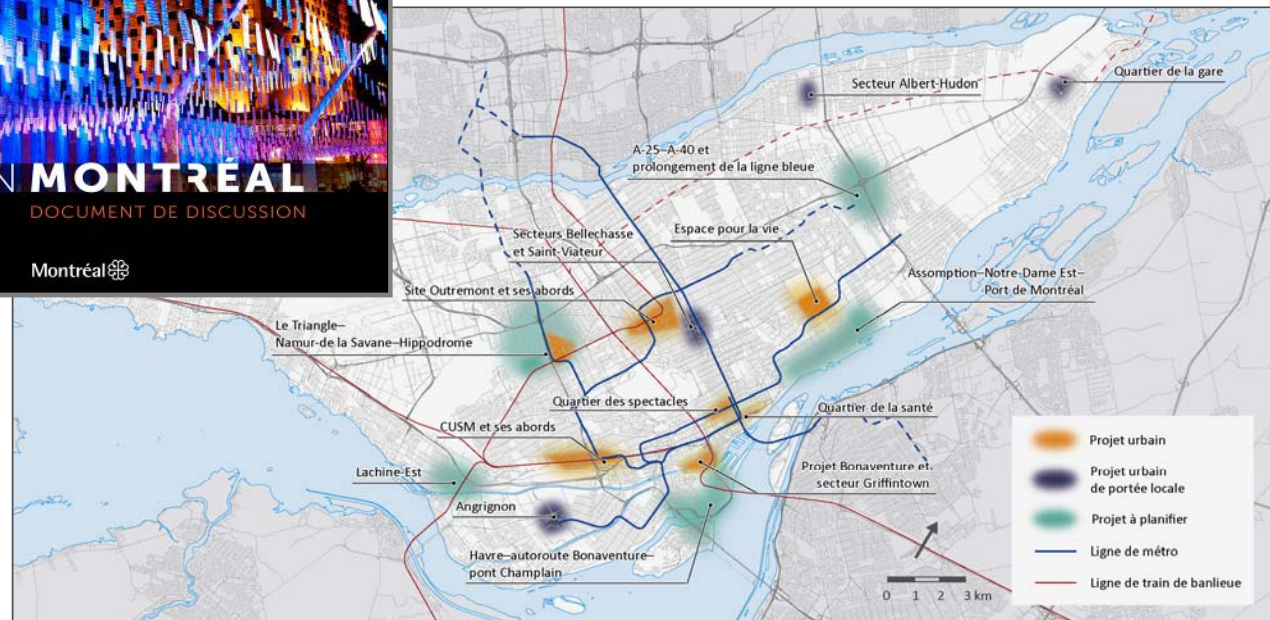 N MONTRÉAL
DOCUMENT DE DISCUSSION
Montréal
Secteur Albert-Hudon
Quartier de la gare
A-25–A-40 et
prolongement de la ligne bleue
Secteurs Bellechasse
et Saint-Viateur
Espace pour la vie
Site Outremont et ses abords
Assomption–Notre-Dame Est–
Port de Montréal
Le Triangle–
Namur-de la Savane–Hippodrome
Quartier des spectacles
Quartier de la santé
CUSM et ses abords
Lachine-Est
Projet Bonaventure et
secteur Griffintown
Angrignon
Havre–autoroute Bonaventure–
pont Champlain
Projet urbain
Projet urbain
de portée locale
Projet à planifier
Ligne de métro
Ligne de train de banlieue
0 1 2 3 km